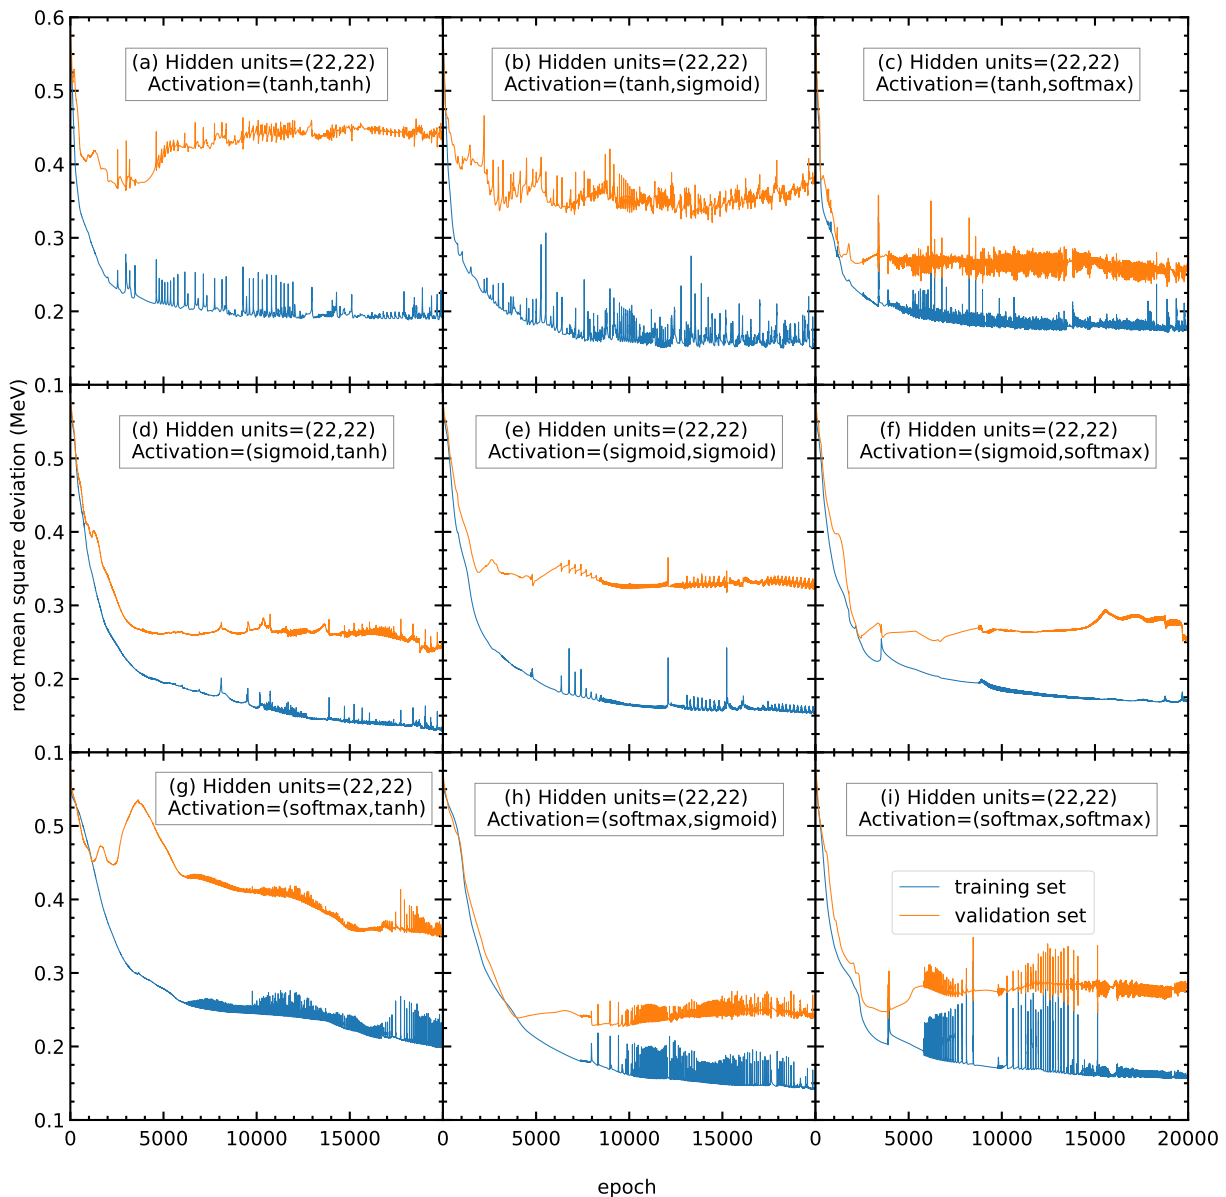 0.6
0.5
0.4
0.3
0.2
0.1
(a) Hidden units=(22,22)
Activation=(tanh,tanh)
(b) Hidden units=(22,22)
Activation=(tanh,sigmoid)
(c) Hidden units=(22,22)
Activation=(tanh,softmax)
root mean square deviation (MeV)
0.5
0.4
0.3
0.2
0.1
(d) Hidden units=(22,22)
Activation=(sigmoid,tanh)
(e) Hidden units=(22,22)
Activation=(sigmoid,sigmoid)
(f) Hidden units=(22,22)
Activation=(sigmoid,softmax)
0.5
0.4
0.3
0.2
0.1
(g) Hidden units=(22,22)
Activation=(softmax,tanh)
(h) Hidden units=(22,22)
Activation=(softmax,sigmoid)
(i) Hidden units=(22,22)
Activation=(softmax,softmax)
training set
validation set
0 5000 10000 15000 0 5000 10000 15000 0 5000 10000 15000 20000
epoch